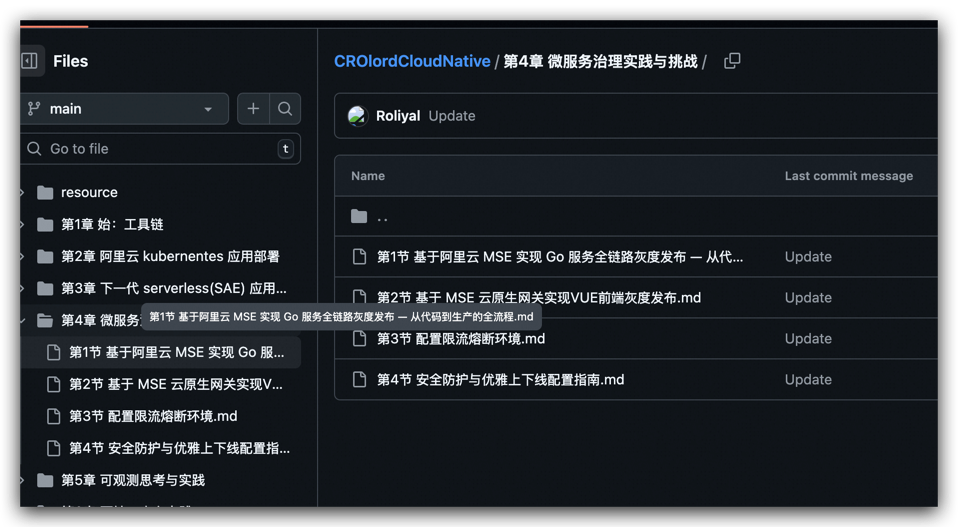 Files
main
Go to file
t
resource
第1章 始：工具链
第2章 阿里云 kubernentes 应用部署
第3章 下一代 serverless(SAE) 应用...
第4章 微服务
第1节 基于阿里云 MSE 实现 Go 服...
第2节 基于 MSE 云原生网关实现V...
第3节 配置限流熔断环境.md
第4节 安全防护与优雅上下线配置指...
第5章 可观测思考与实践
CROlordCloudNative / 第4章 微服务治理实践与挑战 /
Roliyal Update
Name Last commit message
..
第1节 基于阿里云 MSE 实现 Go 服务全链路灰度发布 — 从代... Update
第2节 基于 MSE 云原生网关实现VUE前端灰度发布.md Update
第1节 基于阿里云 MSE 实现 Go 服务全链路灰度发布 — 从代码到生产的全流程.md
第3节 配置限流熔断环境.md Update
第4节 安全防护与优雅上下线配置指南.md Update